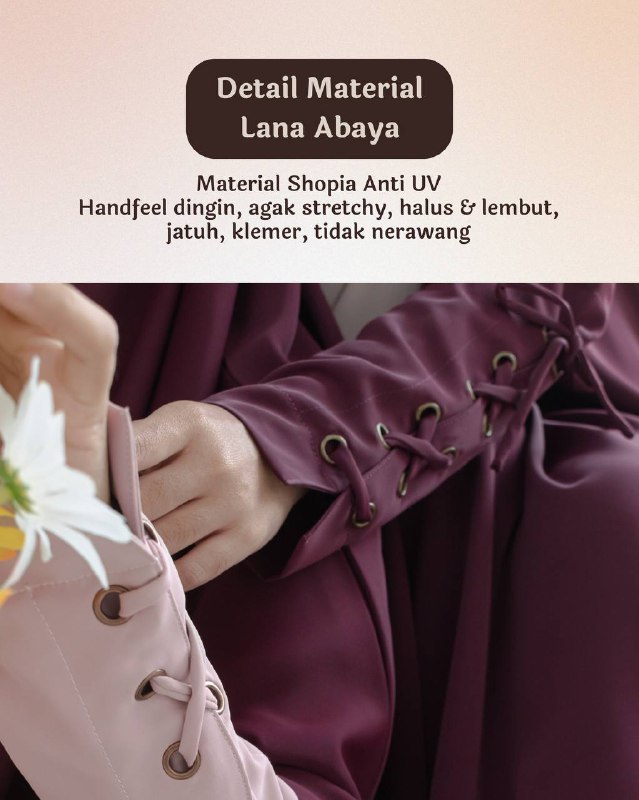 Detail Material
Lana Abaya
Material Shopia Anti UV
Handfeel dingin, agak stretchy, halus & lembut,
jatuh, klemer, tidak nerawang